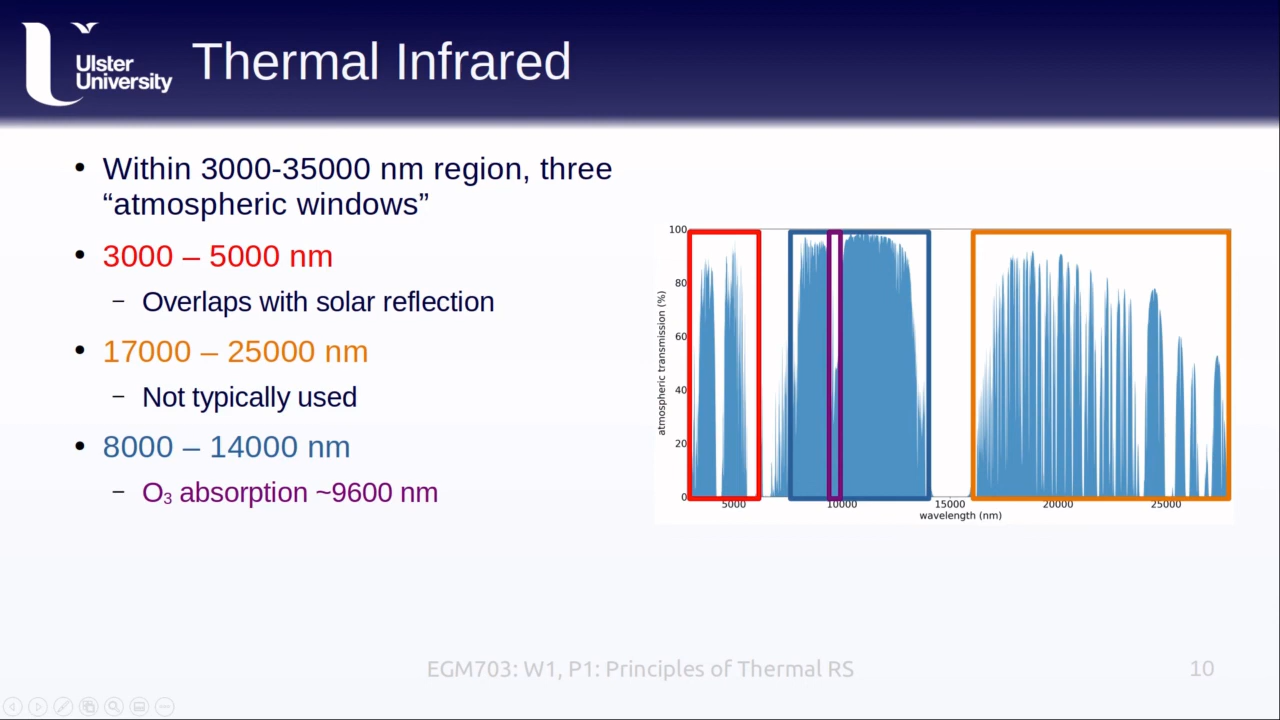 Ulster
University
Thermal Infrared
• Within 3000-35000 nm region, three
“atmospheric windows”
• 3000 – 5000 nm
– Overlaps with solar reflection
• 17000 – 25000 nm
– Not typically used
• 8000 – 14000 nm
– O₃ absorption ~9600 nm
atmospheric transmission (%)
100
80
60
40
20
0
5000 10000 15000 20000 25000
wavelength (nm)
EGM703: W1, P1: Principles of Thermal RS
10